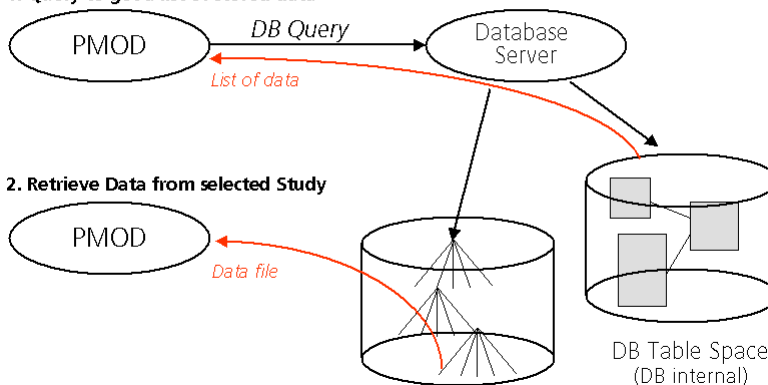 PMOD
DB Query
Database
Server
List of data
2. Retrieve Data from selected Study
PMOD
Data file
DB Table Space
(DB internal)